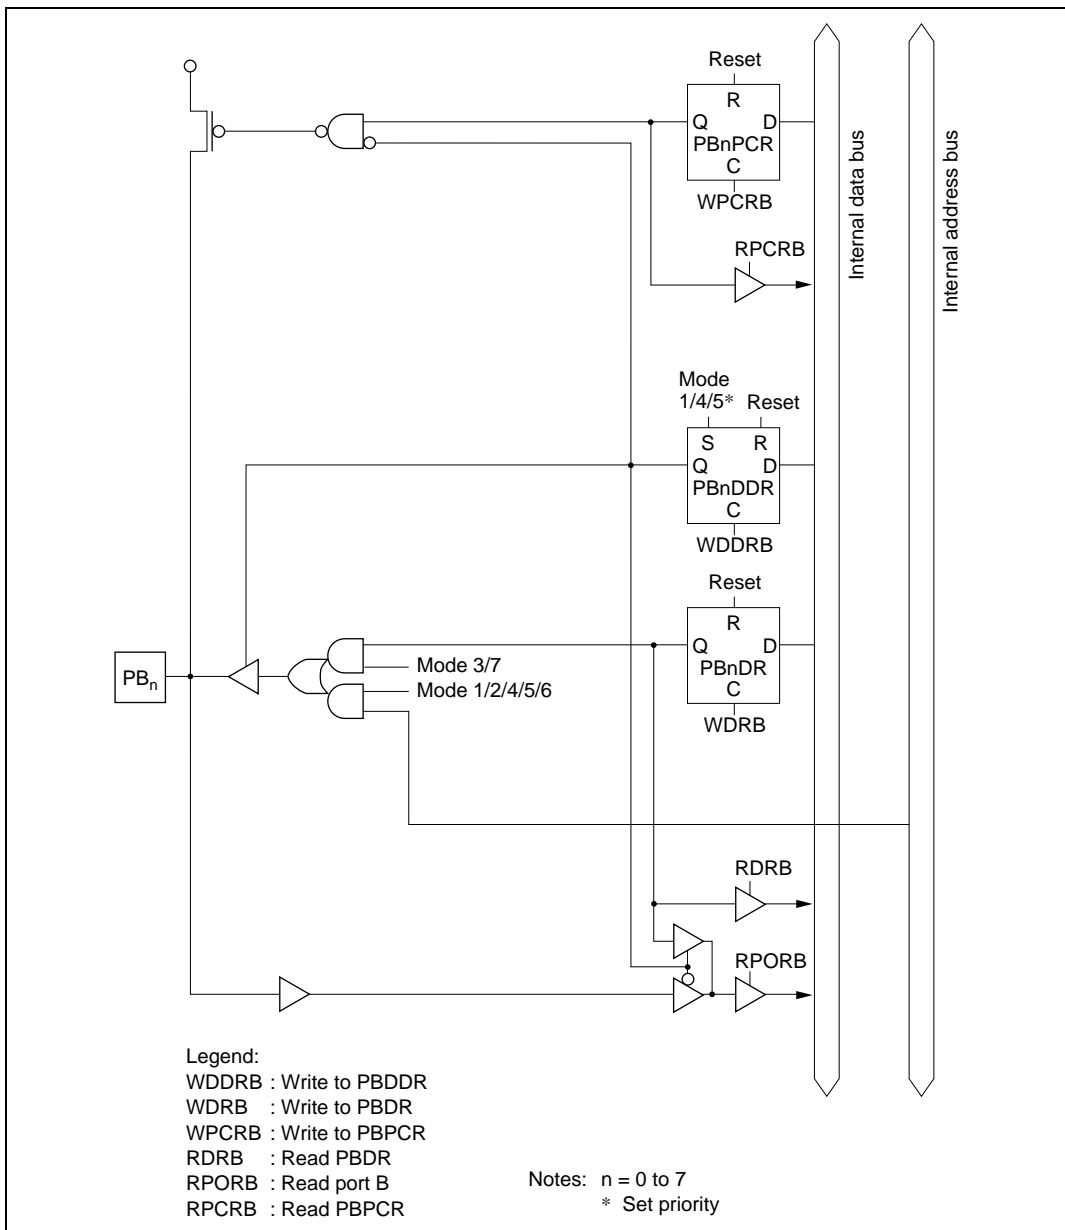 Reset
R
Q D
PBnPCR
C
WPCRB
RPCRB
Internal data bus
Internal address bus
Mode
1/4/5* Reset
S R
Q D
PBnDDR
C
WDDRB
Reset
R
Q D
PBnDR
C
WDRB
PBn
Mode 3/7
Mode 1/2/4/5/6
RDRB
RPORB
Legend:
WDDRB : Write to PBDDR
WDRB : Write to PBDR
WPCRB : Write to PBPCR
RDRB : Read PBDR
RPORB : Read port B
RPCRB : Read PBPCR
Notes: n = 0 to 7
* Set priority